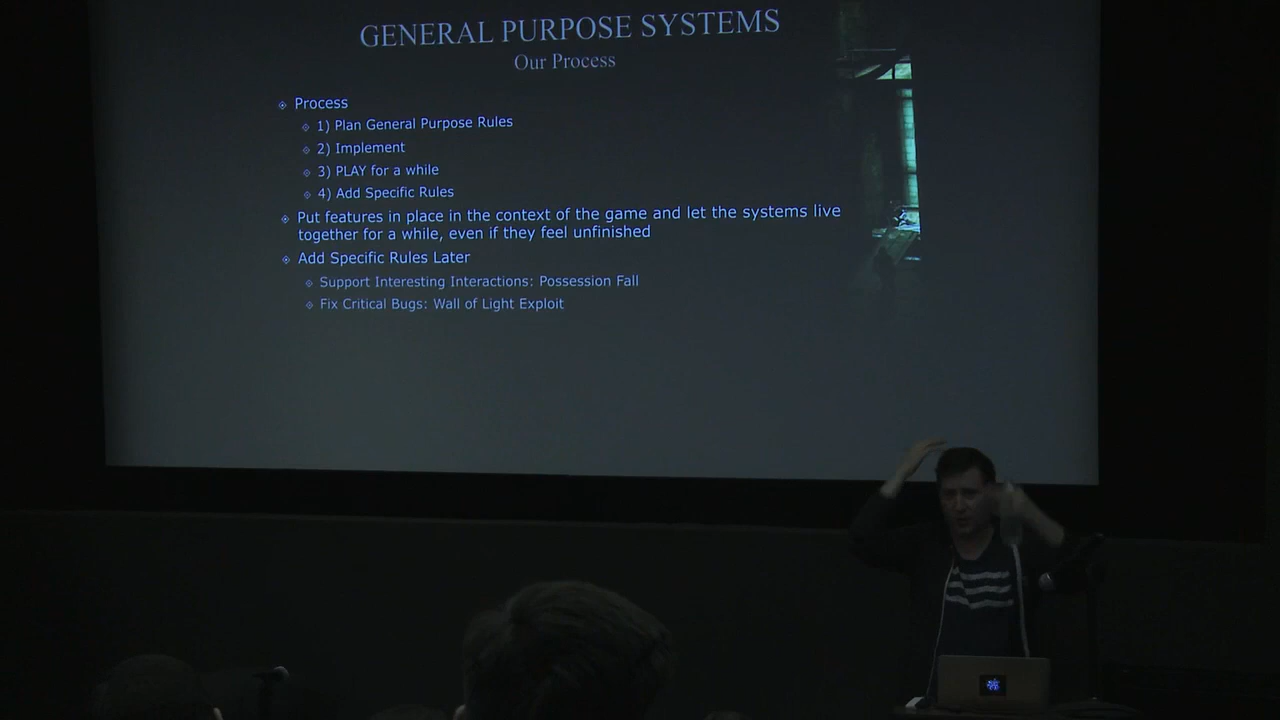 GENERAL PURPOSE SYSTEMS
Our Process
Process
1) Plan General Purpose Rules
2) Implement
3) PLAY for a while
4) Add Specific Rules
Put features in place in the context of the game and let the systems live
together for a while, even if they feel unfinished
Add Specific Rules Later
Support Interesting Interactions: Possession Fall
Fix Critical Bugs: Wall of Light Exploit